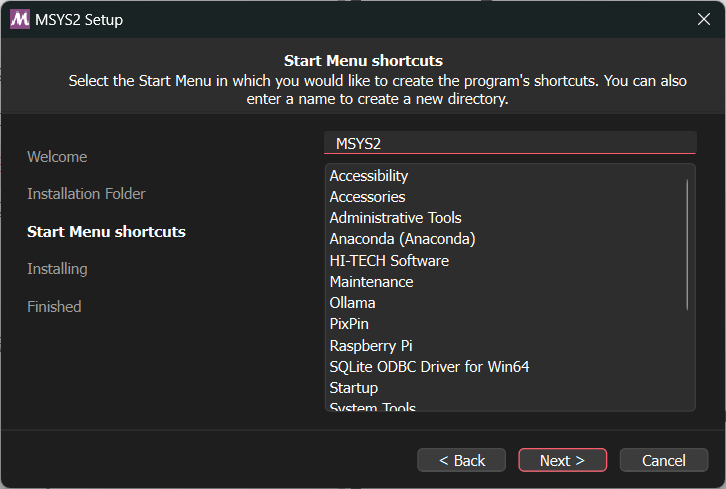 MSYS2 Setup
Start Menu shortcuts
Select the Start Menu in which you would like to create the program's shortcuts. You can also
enter a name to create a new directory.
Welcome
Installation Folder
Start Menu shortcuts
Installing
Finished
MSYS2
Accessibility
Accessories
Administrative Tools
Anaconda (Anaconda)
HI-TECH Software
Maintenance
Ollama
PixPin
Raspberry Pi
SQLite ODBC Driver for Win64
Startup
System Tools
< Back
Next >
Cancel